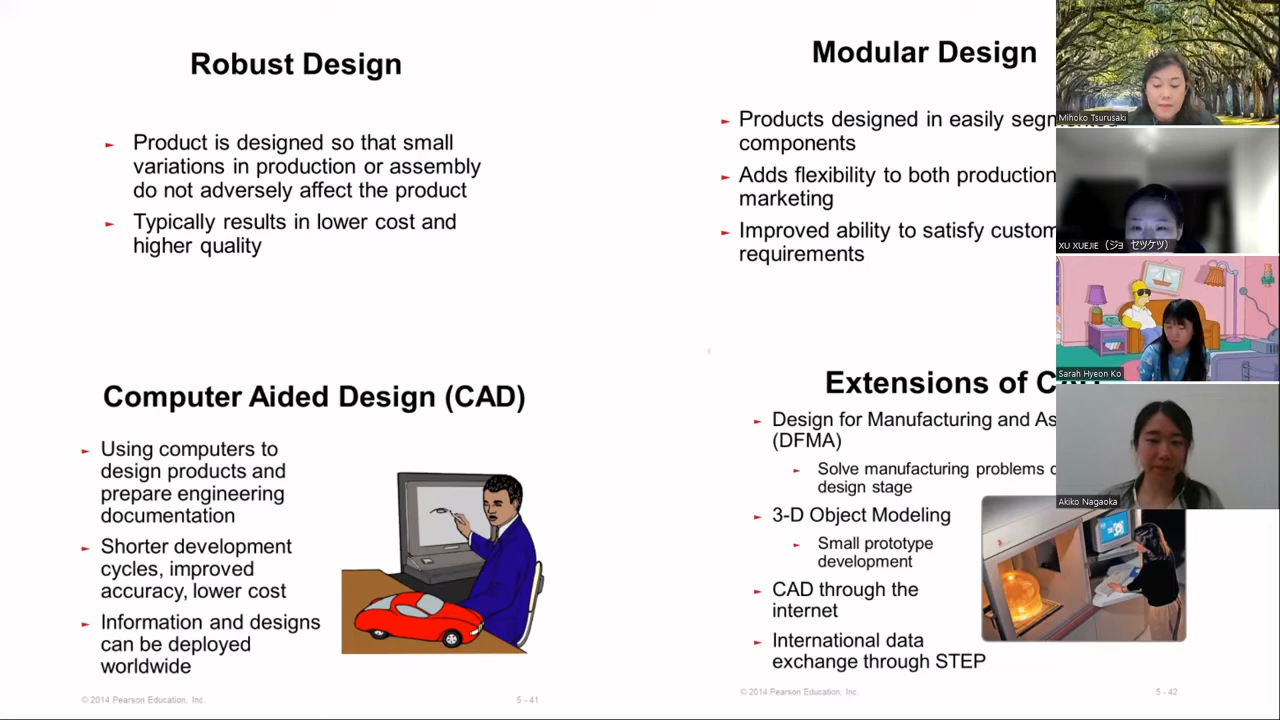 Robust Design
Product is designed so that small
variations in production or assembly
do not adversely affect the product
Typically results in lower cost and
higher quality
Modular Design
Products designed in easily segmented
components
Adds flexibility to both production
marketing
Improved ability to satisfy custom
requirements
Computer Aided Design (CAD)
Using computers to
design products and
prepare engineering
documentation
Shorter development
cycles, improved
accuracy, lower cost
Information and designs
can be deployed
worldwide
© 2014 Pearson Education, Inc.
5 - 41
Extensions of CAD
Design for Manufacturing and As
(DFMA)
Solve manufacturing problems
design stage
3-D Object Modeling
Small prototype
development
CAD through the
internet
International data
exchange through STEP
© 2014 Pearson Education, Inc.
5 - 42
Mihoko Tsurusaki
XU XUEJIE（ジョ セツケツ）
Sarah Hyeon Ko
Akiko Nagaoka